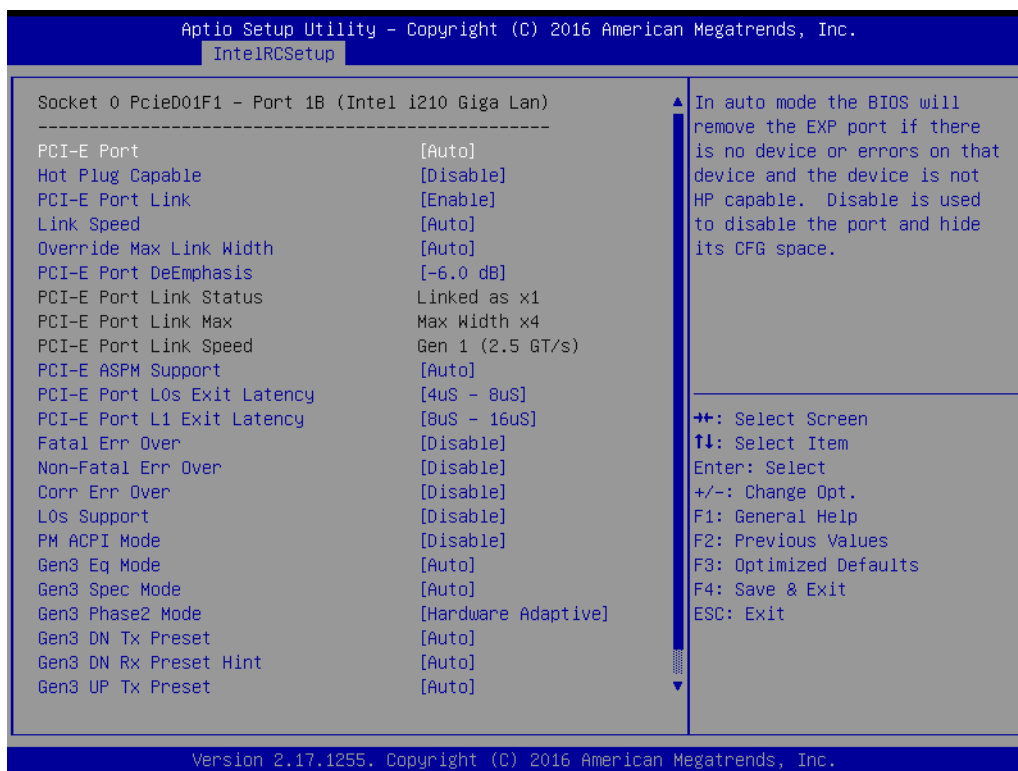 Aptio Setup Utility – Copyright (C) 2016 American Megatrends, Inc.
IntelRCSetup
Socket 0 PcieD01F1 – Port 1B (Intel i210 Giga Lan)
--------------------------------------------------
PCI-E Port [Auto]
Hot Plug Capable [Disable]
PCI-E Port Link [Enable]
Link Speed [Auto]
Override Max Link Width [Auto]
PCI-E Port DeEmphasis [-6.0 dB]
PCI-E Port Link Status Linked as x1
PCI-E Port Link Max Max Width x4
PCI-E Port Link Speed Gen 1 (2.5 GT/s)
PCI-E ASPM Support [Auto]
PCI-E Port L0s Exit Latency [4uS - 8uS]
PCI-E Port L1 Exit Latency [8uS - 16uS]
Fatal Err Over [Disable]
Non-Fatal Err Over [Disable]
Corr Err Over [Disable]
L0s Support [Disable]
PM ACPI Mode [Disable]
Gen3 Eq Mode [Auto]
Gen3 Spec Mode [Auto]
Gen3 Phase2 Mode [Hardware Adaptive]
Gen3 DN Tx Preset [Auto]
Gen3 DN Rx Preset Hint [Auto]
Gen3 UP Tx Preset [Auto]
In auto mode the BIOS will
remove the EXP port if there
is no device or errors on that
device and the device is not
HP capable.  Disable is used
to disable the port and hide
its CFG space.
→←: Select Screen
↑↓: Select Item
Enter: Select
+/-: Change Opt.
F1: General Help
F2: Previous Values
F3: Optimized Defaults
F4: Save & Exit
ESC: Exit
Version 2.17.1255. Copyright (C) 2016 American Megatrends, Inc.